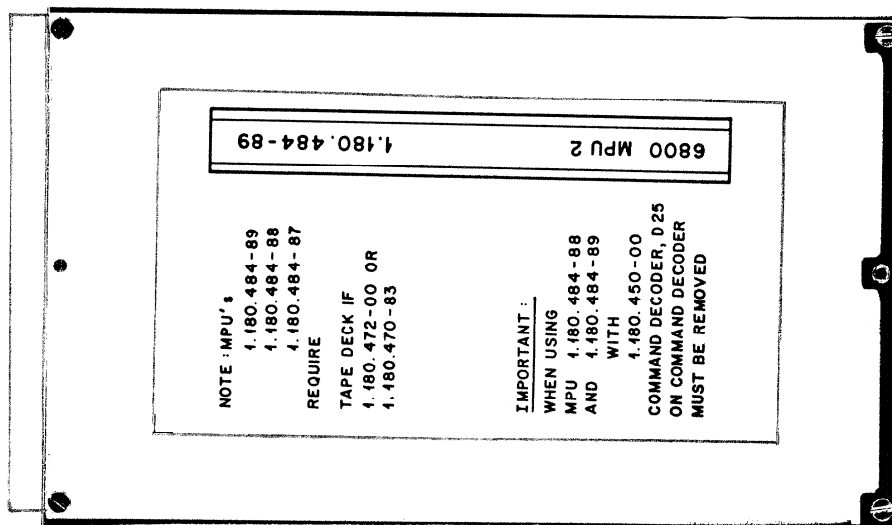 6800 MPU 2 1.180.484-89
NOTE:MPU's
1.180.484-89
1.180.484-88
1.180.484-87
REQUIRE
TAPE DECK IF
1.180.472-00 OR
1.180.470-83
IMPORTANT:
WHEN USING
MPU 1.180.484-88
AND 1.180.484-89
WITH
1.180.450-00
COMMAND DECODER, D25
ON COMMAND DECODER
MUST BE REMOVED